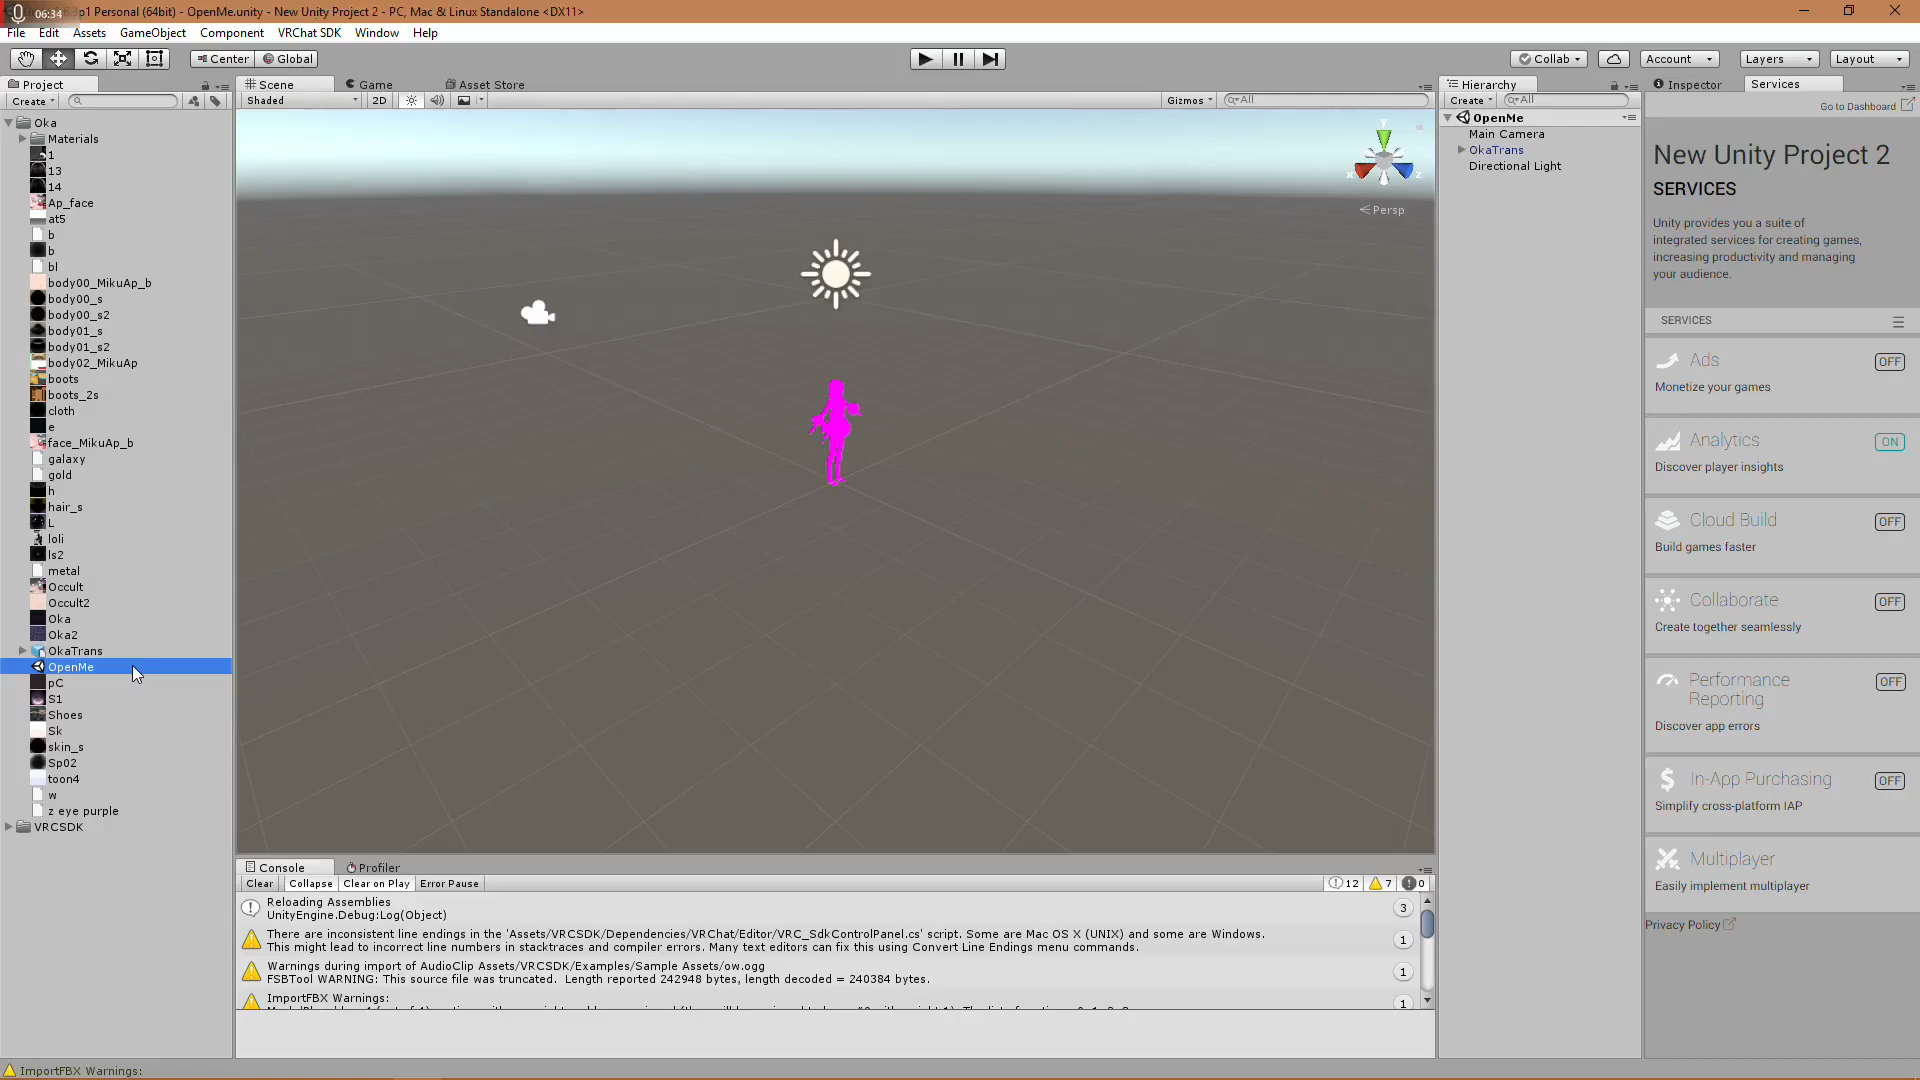 06:34
p1 Personal (64bit) - OpenMe.unity - New Unity Project 2 - PC, Mac & Linux Standalone <DX11>
File Edit Assets GameObject Component VRChat SDK Window Help
Center Global
Collab Account Layers Layout
Project
Create
Oka
Materials
1
13
14
Ap_face
at5
b
b
bl
body00_MikuAp_b
body00_s
body00_s2
body01_s
body01_s2
body02_MikuAp
boots
boots_2s
cloth
e
face_MikuAp_b
galaxy
gold
h
hair_s
L
loli
ls2
metal
Occult
Occult2
Oka
Oka2
OkaTrans
OpenMe
pC
S1
Shoes
Sk
skin_s
Sp02
toon4
w
z eye purple
VRCSDK
Scene Game Asset Store
Shaded 2D Gizmos All
y
x z
Persp
Console Profiler
Clear Collapse Clear on Play Error Pause 12 7 0
Reloading Assemblies
UnityEngine.Debug:Log(Object)
3
There are inconsistent line endings in the 'Assets/VRCSDK/Dependencies/VRChat/Editor/VRC_SdkControlPanel.cs' script. Some are Mac OS X (UNIX) and some are Windows.
This might lead to incorrect line numbers in stacktraces and compiler errors. Many text editors can fix this using Convert Line Endings menu commands.
1
Warnings during import of AudioClip Assets/VRCSDK/Examples/Sample Assets/ow.ogg
FSBTool WARNING: This source file was truncated. Length reported 242948 bytes, length decoded = 240384 bytes.
1
ImportFBX Warnings:
1
Hierarchy
Create All
OpenMe
Main Camera
OkaTrans
Directional Light
Inspector Services
Go to Dashboard
New Unity Project 2
SERVICES
Unity provides you a suite of
integrated services for creating games,
increasing productivity and managing
your audience.
SERVICES
Ads OFF
Monetize your games
Analytics ON
Discover player insights
Cloud Build OFF
Build games faster
Collaborate OFF
Create together seamlessly
Performance
Reporting OFF
Discover app errors
In-App Purchasing OFF
Simplify cross-platform IAP
Multiplayer
Easily implement multiplayer
Privacy Policy
ImportFBX Warnings: